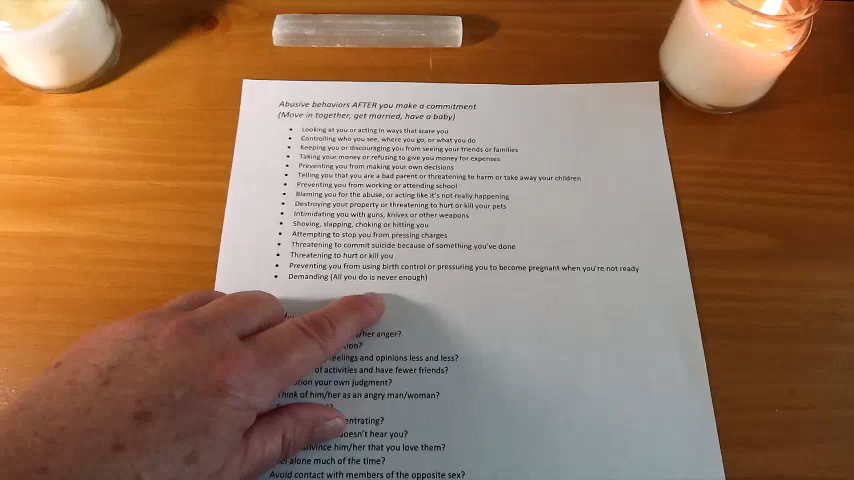 Abusive behaviors AFTER you make a commitment
(Move in together, get married, have a baby)
• Looking at you or acting in ways that scare you
• Controlling who you see, where you go, or what you do
• Keeping you or discouraging you from seeing your friends or families
• Taking your money or refusing to give you money for expenses
• Preventing you from making your own decisions
• Telling you that you are a bad parent or threatening to harm or take away your children
• Preventing you from working or attending school
• Blaming you for the abuse, or acting like it's not really happening
• Destroying your property or threatening to hurt or kill your pets
• Intimidating you with guns, knives or other weapons
• Shoving, slapping, choking or hitting you
• Attempting to stop you from pressing charges
• Threatening to commit suicide because of something you've done
• Threatening to hurt or kill you
• Preventing you from using birth control or pressuring you to become pregnant when you're not ready
• Demanding (All you do is never enough)
/her anger?
feelings and opinions less and less?
of activities and have fewer friends?
your own judgment?
Think of him/her as an angry man/woman?
doesn't hear you?
him/her that you love them?
alone much of the time?
Avoid contact with members of the opposite sex?